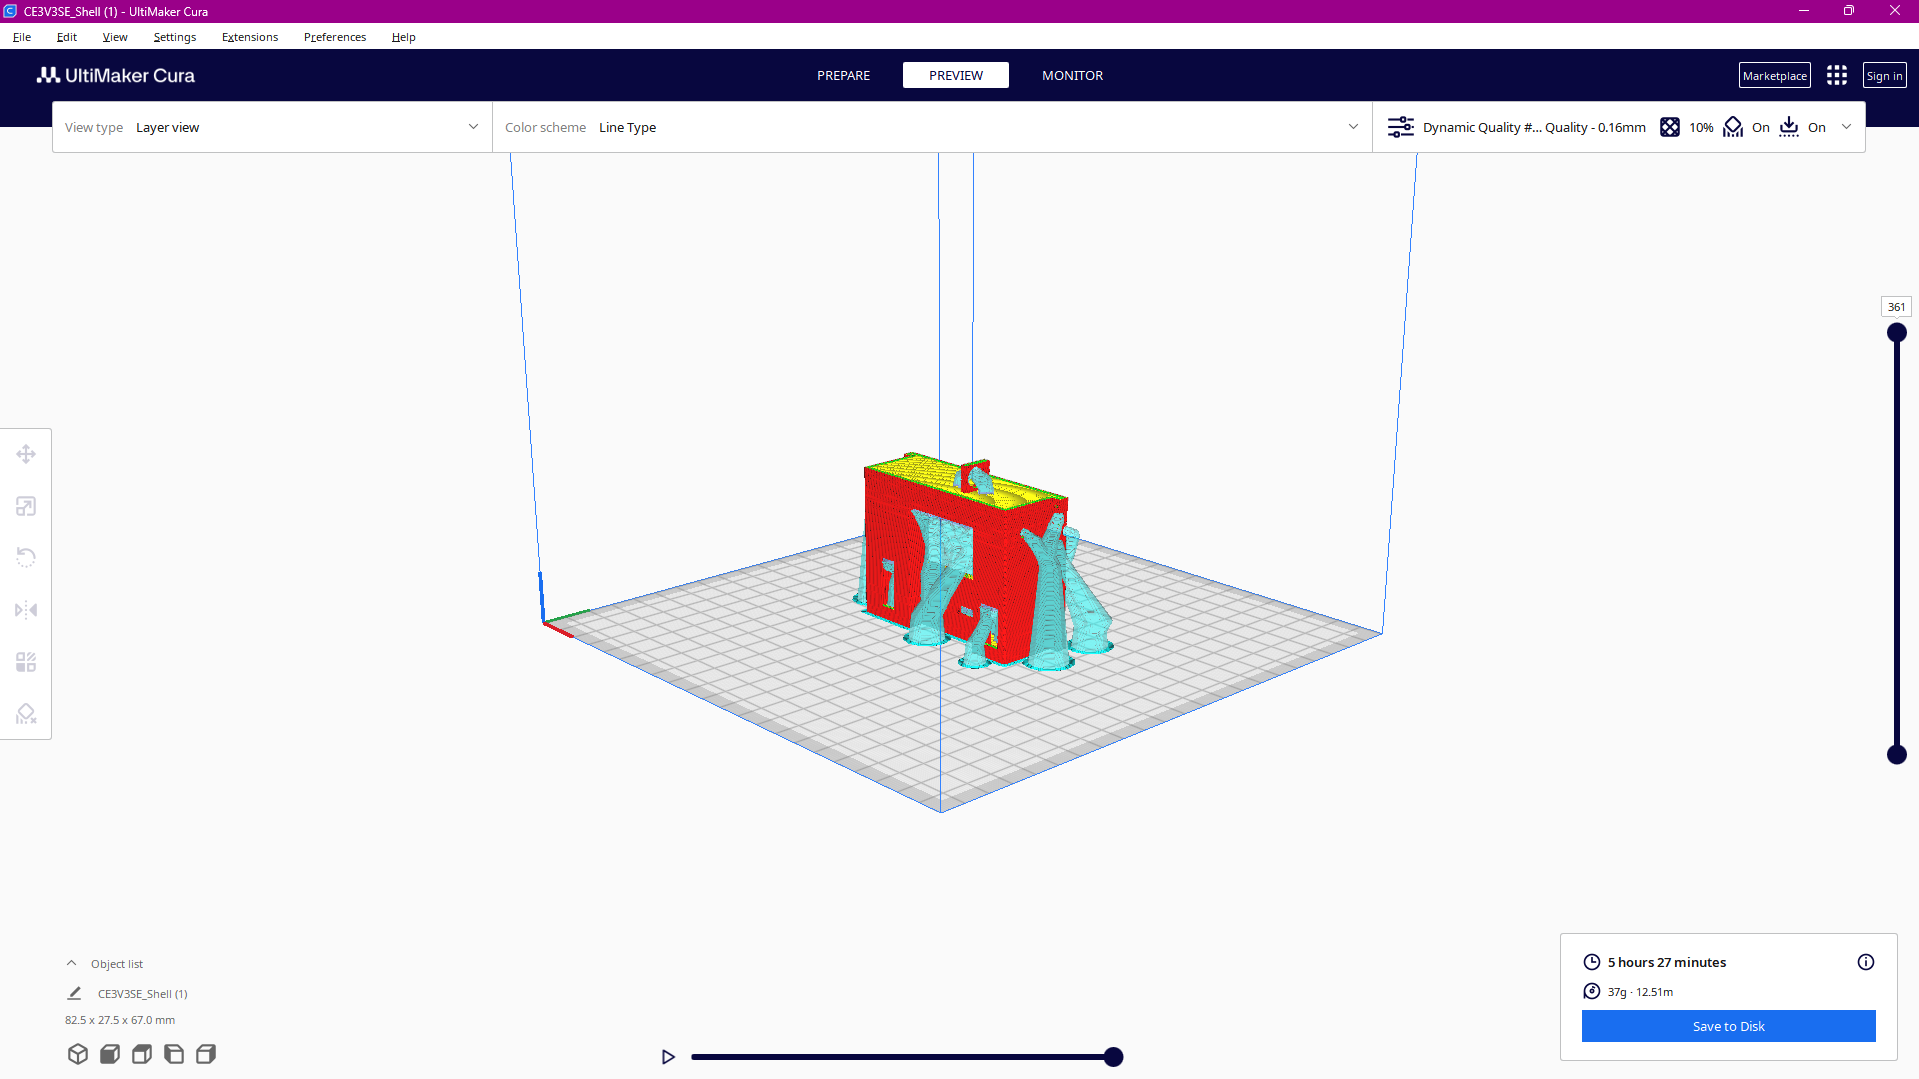 CE3V3SE_Shell (1) - UltiMaker Cura
File Edit View Settings Extensions Preferences Help
UltiMaker Cura
PREPARE PREVIEW MONITOR
Marketplace Sign in
View type Layer view
Color scheme Line Type
Dynamic Quality #... Quality - 0.16mm 10% On On
361
Object list
CE3V3SE_Shell (1)
82.5 x 27.5 x 67.0 mm
5 hours 27 minutes
37g · 12.51m
Save to Disk